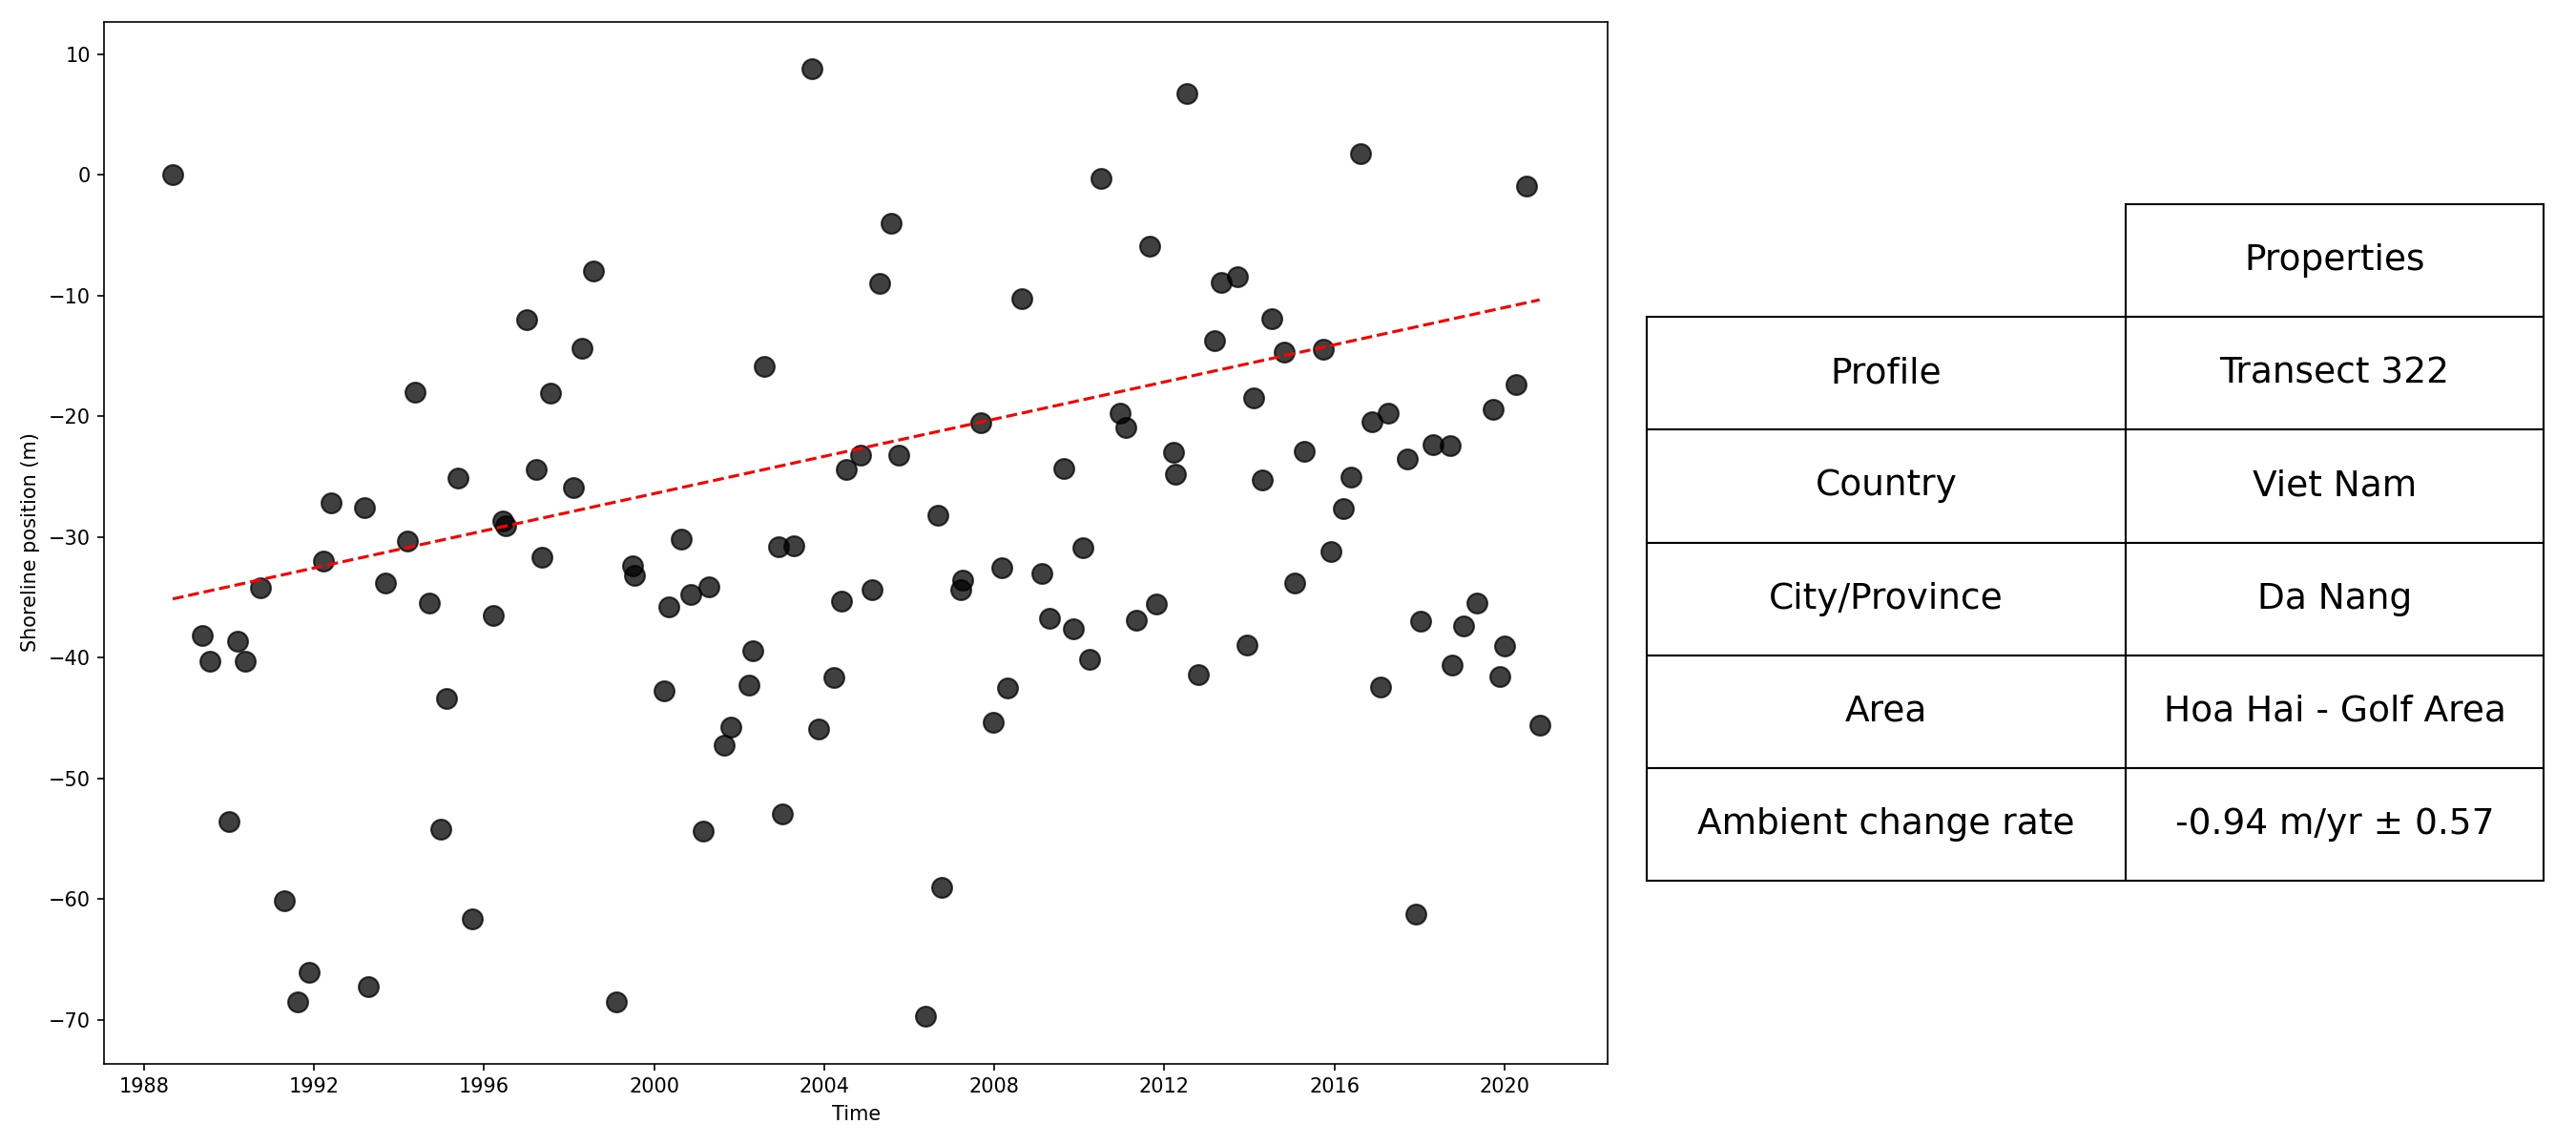 10
0
−10
−20
−30
−40
−50
−60
−70
Shoreline position (m)
1988 1992 1996 2000 2004 2008 2012 2016 2020
Time
Properties
Profile Transect 322
Country Viet Nam
City/Province Da Nang
Area Hoa Hai - Golf Area
Ambient change rate -0.94 m/yr ± 0.57